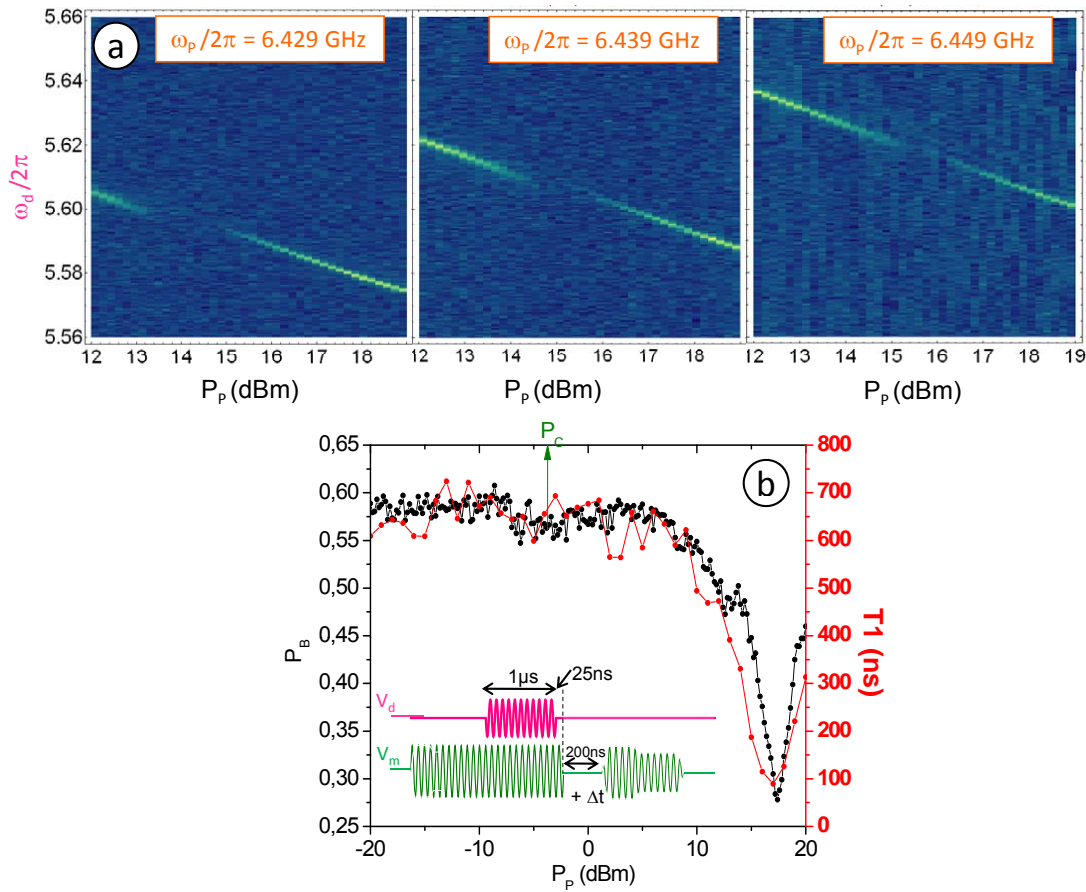 a
ωP/2π = 6.429 GHz
ωP/2π = 6.439 GHz
ωP/2π = 6.449 GHz
5.66
5.64
5.62
5.60
5.58
5.56
ωd/2π
12 13 14 15 16 17 18
12 13 14 15 16 17 18
12 13 14 15 16 17 18 19
PP (dBm)
PP (dBm)
PP (dBm)
b
PC
0,65
0,60
0,55
0,50
0,45
0,40
0,35
0,30
0,25
PB
800
700
600
500
400
300
200
100
0
T1 (ns)
1μs
25ns
Vd
Vm
200ns
+ Δt
-20 -10 0 10 20
PP (dBm)